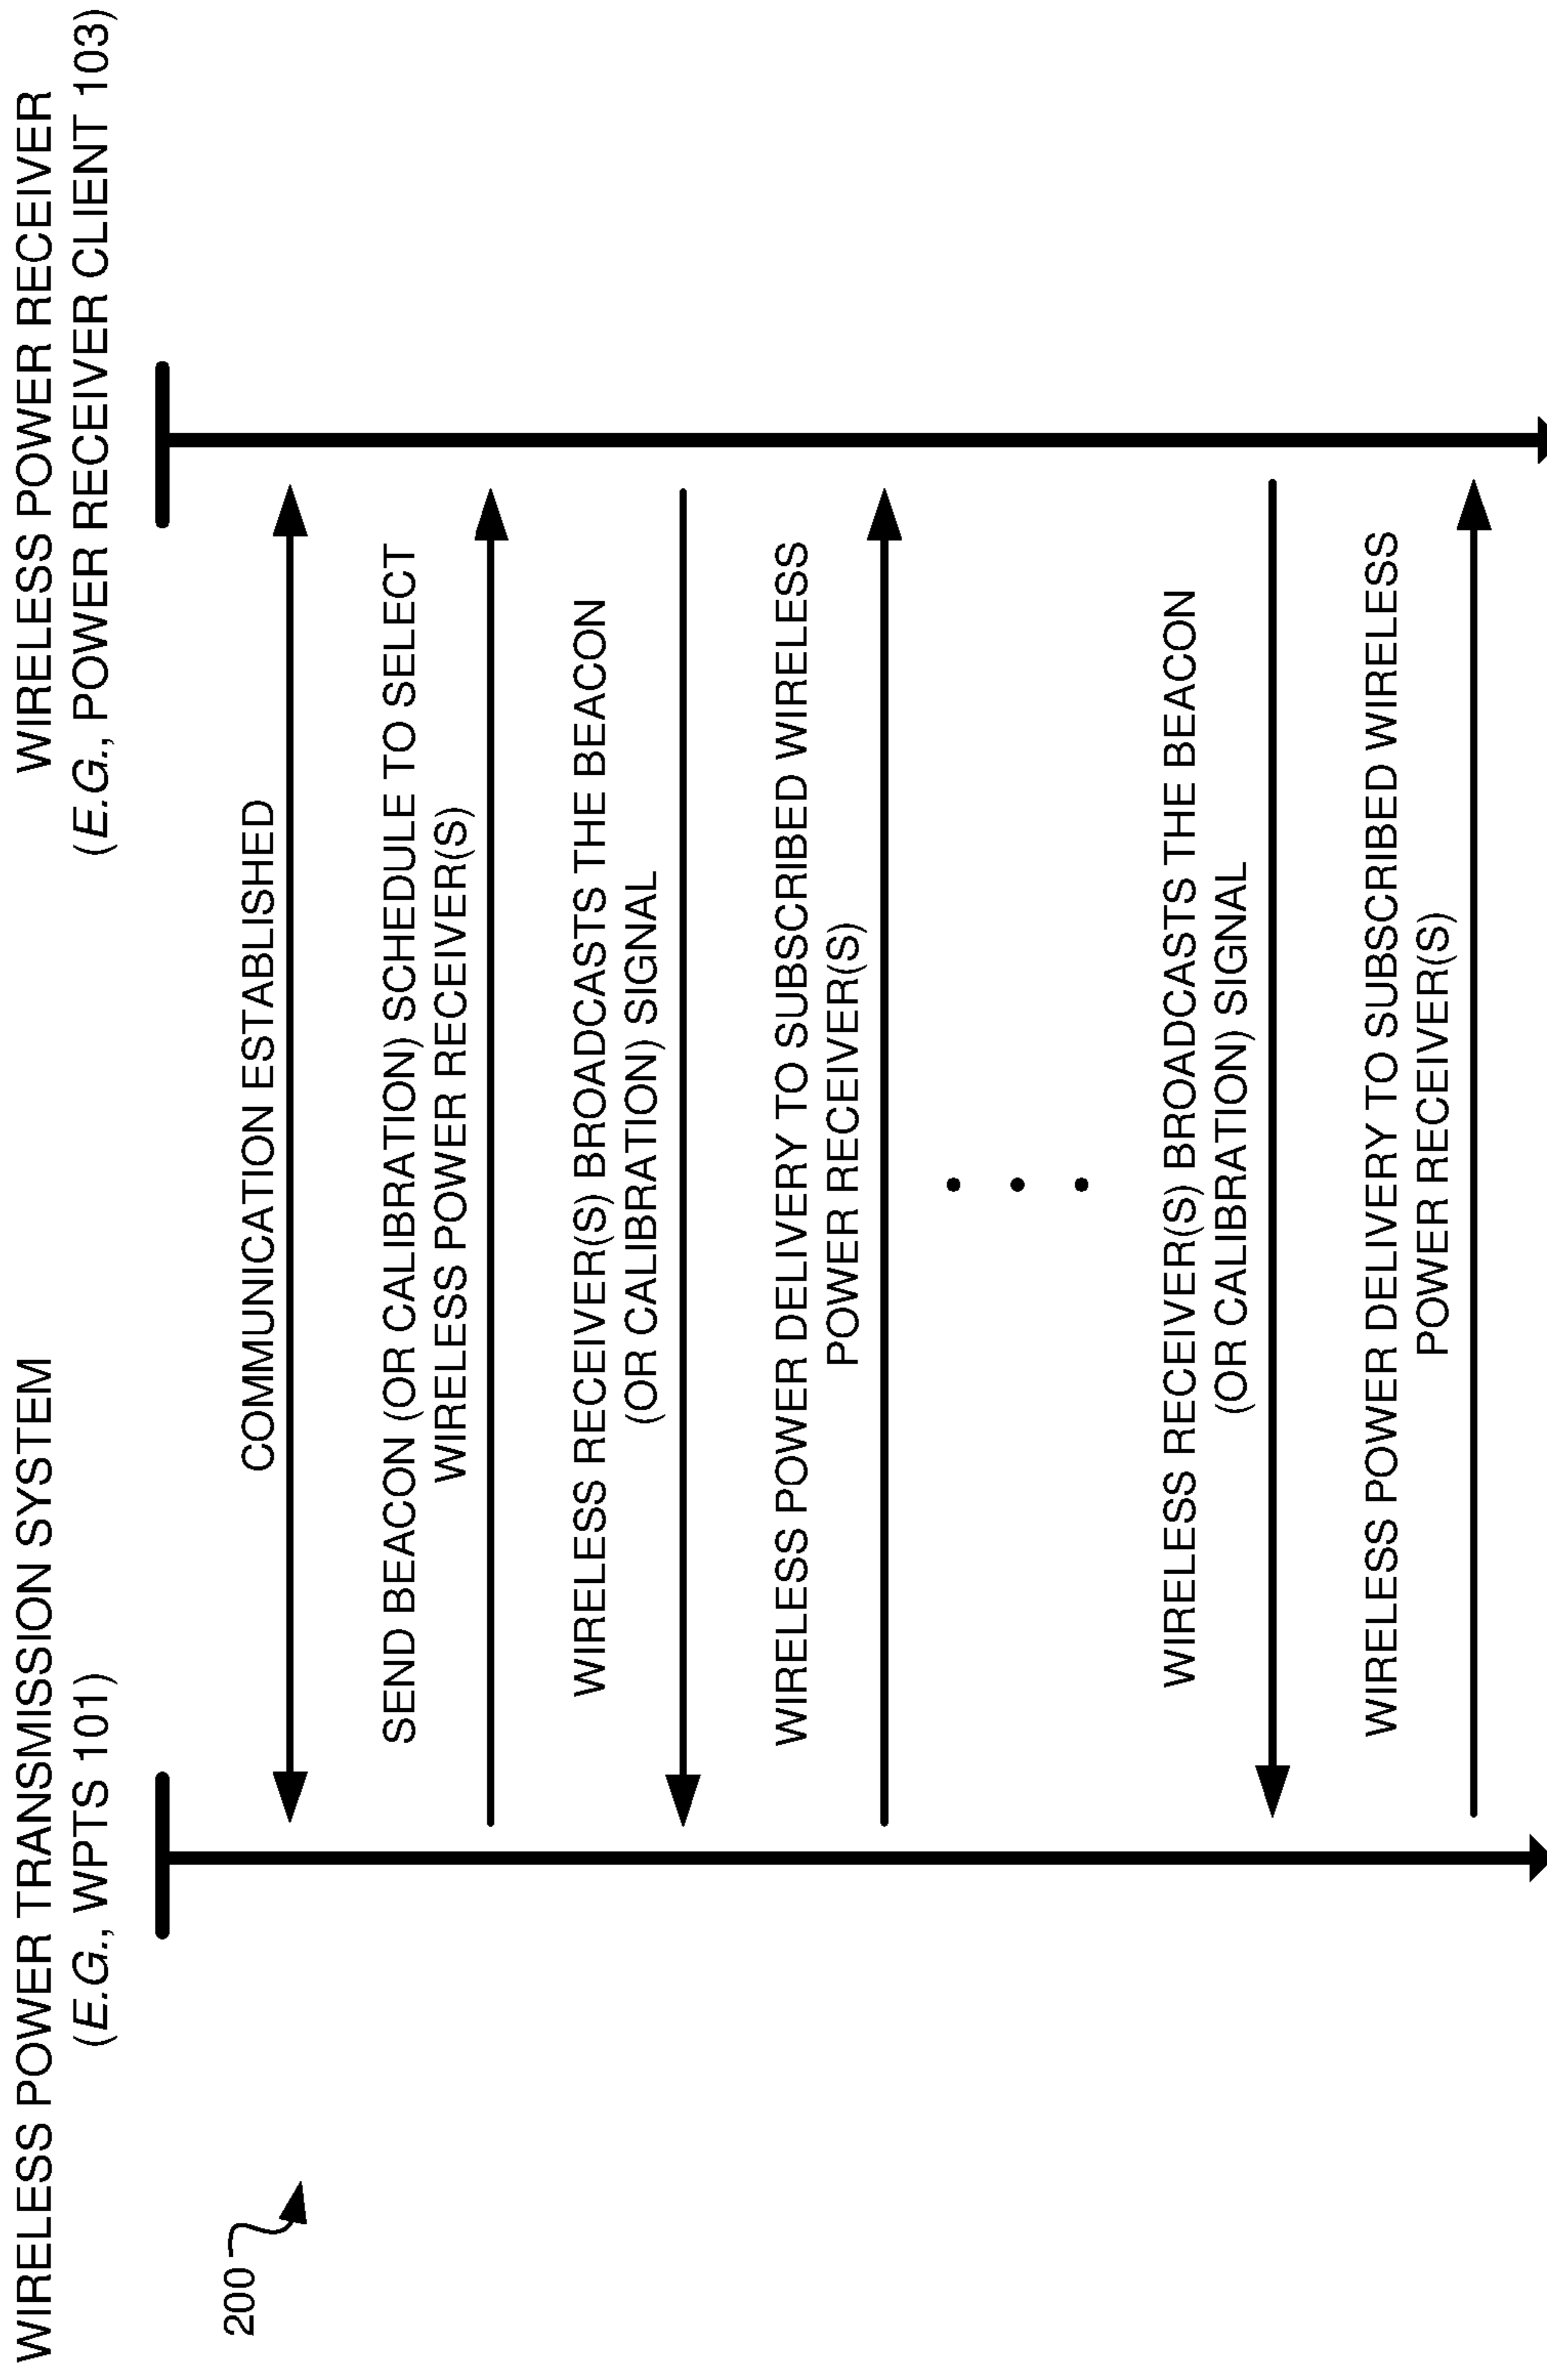 WIRELESS POWER TRANSMISSION SYSTEM
(E.G., WPTS 101)
WIRELESS POWER RECEIVER
(E.G., POWER RECEIVER CLIENT 103)
200
COMMUNICATION ESTABLISHED
SEND BEACON (OR CALIBRATION) SCHEDULE TO SELECT
WIRELESS POWER RECEIVER(S)
WIRELESS RECEIVER(S) BROADCASTS THE BEACON
(OR CALIBRATION) SIGNAL
WIRELESS POWER DELIVERY TO SUBSCRIBED WIRELESS
POWER RECEIVER(S)
WIRELESS RECEIVER(S) BROADCASTS THE BEACON
(OR CALIBRATION) SIGNAL
WIRELESS POWER DELIVERY TO SUBSCRIBED WIRELESS
POWER RECEIVER(S)